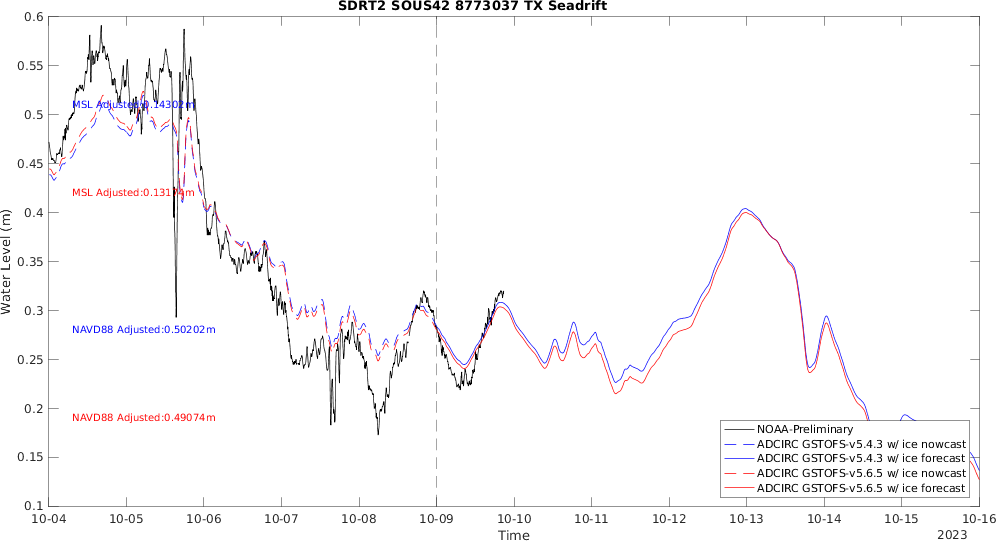 SDRT2 SOUS42 8773037 TX Seadrift
0.6
0.55
0.5
0.45
0.4
0.35
0.3
0.25
0.2
0.15
0.1
Water Level (m)
MSL Adjusted:0.14302m
MSL Adjusted:0.13174m
NAVD88 Adjusted:0.50202m
NAVD88 Adjusted:0.49074m
NOAA-Preliminary
ADCIRC GSTOFS-v5.4.3 w/ ice nowcast
ADCIRC GSTOFS-v5.4.3 w/ ice forecast
ADCIRC GSTOFS-v5.6.5 w/ ice nowcast
ADCIRC GSTOFS-v5.6.5 w/ ice forecast
10-04 10-05 10-06 10-07 10-08 10-09 10-10 10-11 10-12 10-13 10-14 10-15 10-16
Time
2023